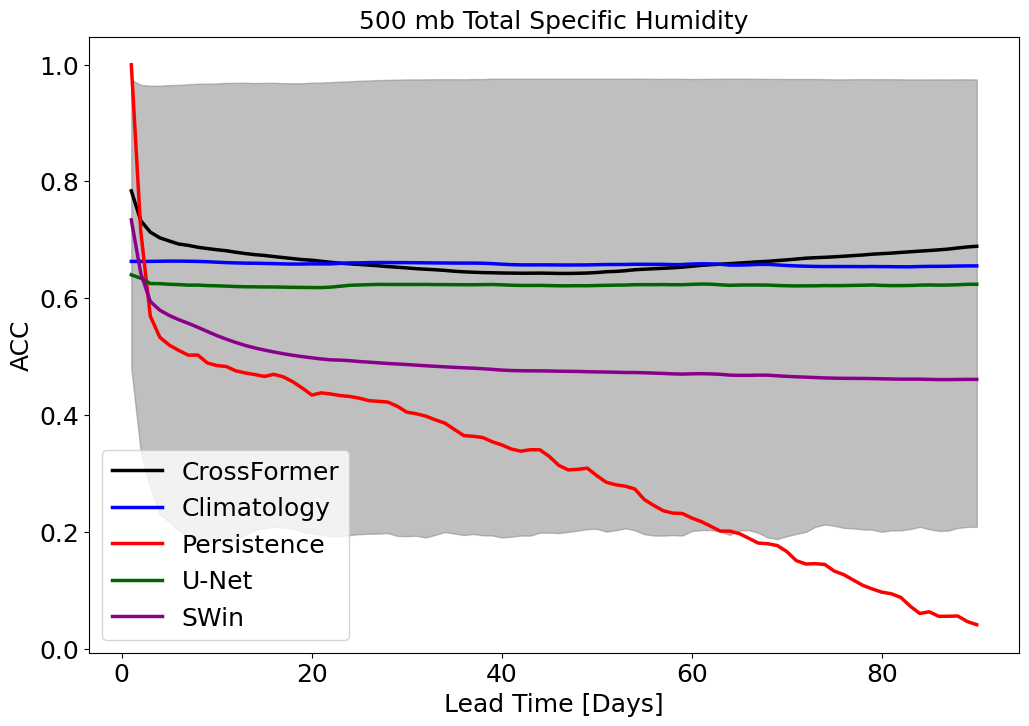 500 mb Total Specific Humidity
ACC
1.0
0.8
0.6
0.4
0.2
0.0
CrossFormer
Climatology
Persistence
U-Net
SWin
0 20 40 60 80
Lead Time [Days]